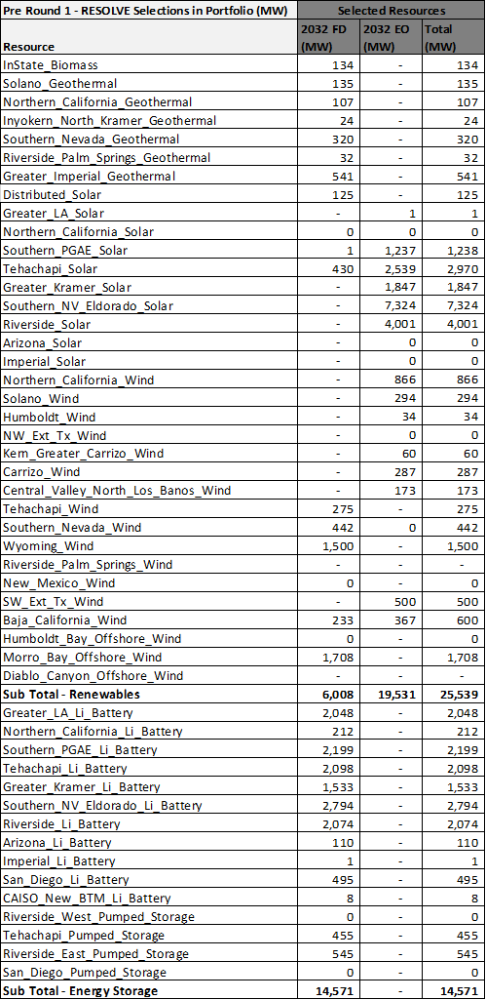 Pre Round 1 - RESOLVE Selections in Portfolio (MW) Selected Resources
Resource 2032 FD (MW) 2032 EO (MW) Total (MW)
InState_Biomass 134 - 134
Solano_Geothermal 135 - 135
Northern_California_Geothermal 107 - 107
Inyokern_North_Kramer_Geothermal 24 - 24
Southern_Nevada_Geothermal 320 - 320
Riverside_Palm_Springs_Geothermal 32 - 32
Greater_Imperial_Geothermal 541 - 541
Distributed_Solar 125 - 125
Greater_LA_Solar - 1 1
Northern_California_Solar 0 0 0
Southern_PGAE_Solar 1 1,237 1,238
Tehachapi_Solar 430 2,539 2,970
Greater_Kramer_Solar - 1,847 1,847
Southern_NV_Eldorado_Solar - 7,324 7,324
Riverside_Solar - 4,001 4,001
Arizona_Solar - 0 0
Imperial_Solar - 0 0
Northern_California_Wind - 866 866
Solano_Wind - 294 294
Humboldt_Wind - 34 34
NW_Ext_Tx_Wind - 0 0
Kern_Greater_Carrizo_Wind - 60 60
Carrizo_Wind - 287 287
Central_Valley_North_Los_Banos_Wind - 173 173
Tehachapi_Wind 275 - 275
Southern_Nevada_Wind 442 0 442
Wyoming_Wind 1,500 - 1,500
Riverside_Palm_Springs_Wind - - -
New_Mexico_Wind 0 - 0
SW_Ext_Tx_Wind - 500 500
Baja_California_Wind 233 367 600
Humboldt_Bay_Offshore_Wind 0 - 0
Morro_Bay_Offshore_Wind 1,708 - 1,708
Diablo_Canyon_Offshore_Wind - - -
Sub Total - Renewables 6,008 19,531 25,539
Greater_LA_Li_Battery 2,048 - 2,048
Northern_California_Li_Battery 212 - 212
Southern_PGAE_Li_Battery 2,199 - 2,199
Tehachapi_Li_Battery 2,098 - 2,098
Greater_Kramer_Li_Battery 1,533 - 1,533
Southern_NV_Eldorado_Li_Battery 2,794 - 2,794
Riverside_Li_Battery 2,074 - 2,074
Arizona_Li_Battery 110 - 110
Imperial_Li_Battery 1 - 1
San_Diego_Li_Battery 495 - 495
CAISO_New_BTM_Li_Battery 8 - 8
Riverside_West_Pumped_Storage 0 - 0
Tehachapi_Pumped_Storage 455 - 455
Riverside_East_Pumped_Storage 545 - 545
San_Diego_Pumped_Storage 0 - 0
Sub Total - Energy Storage 14,571 - 14,571